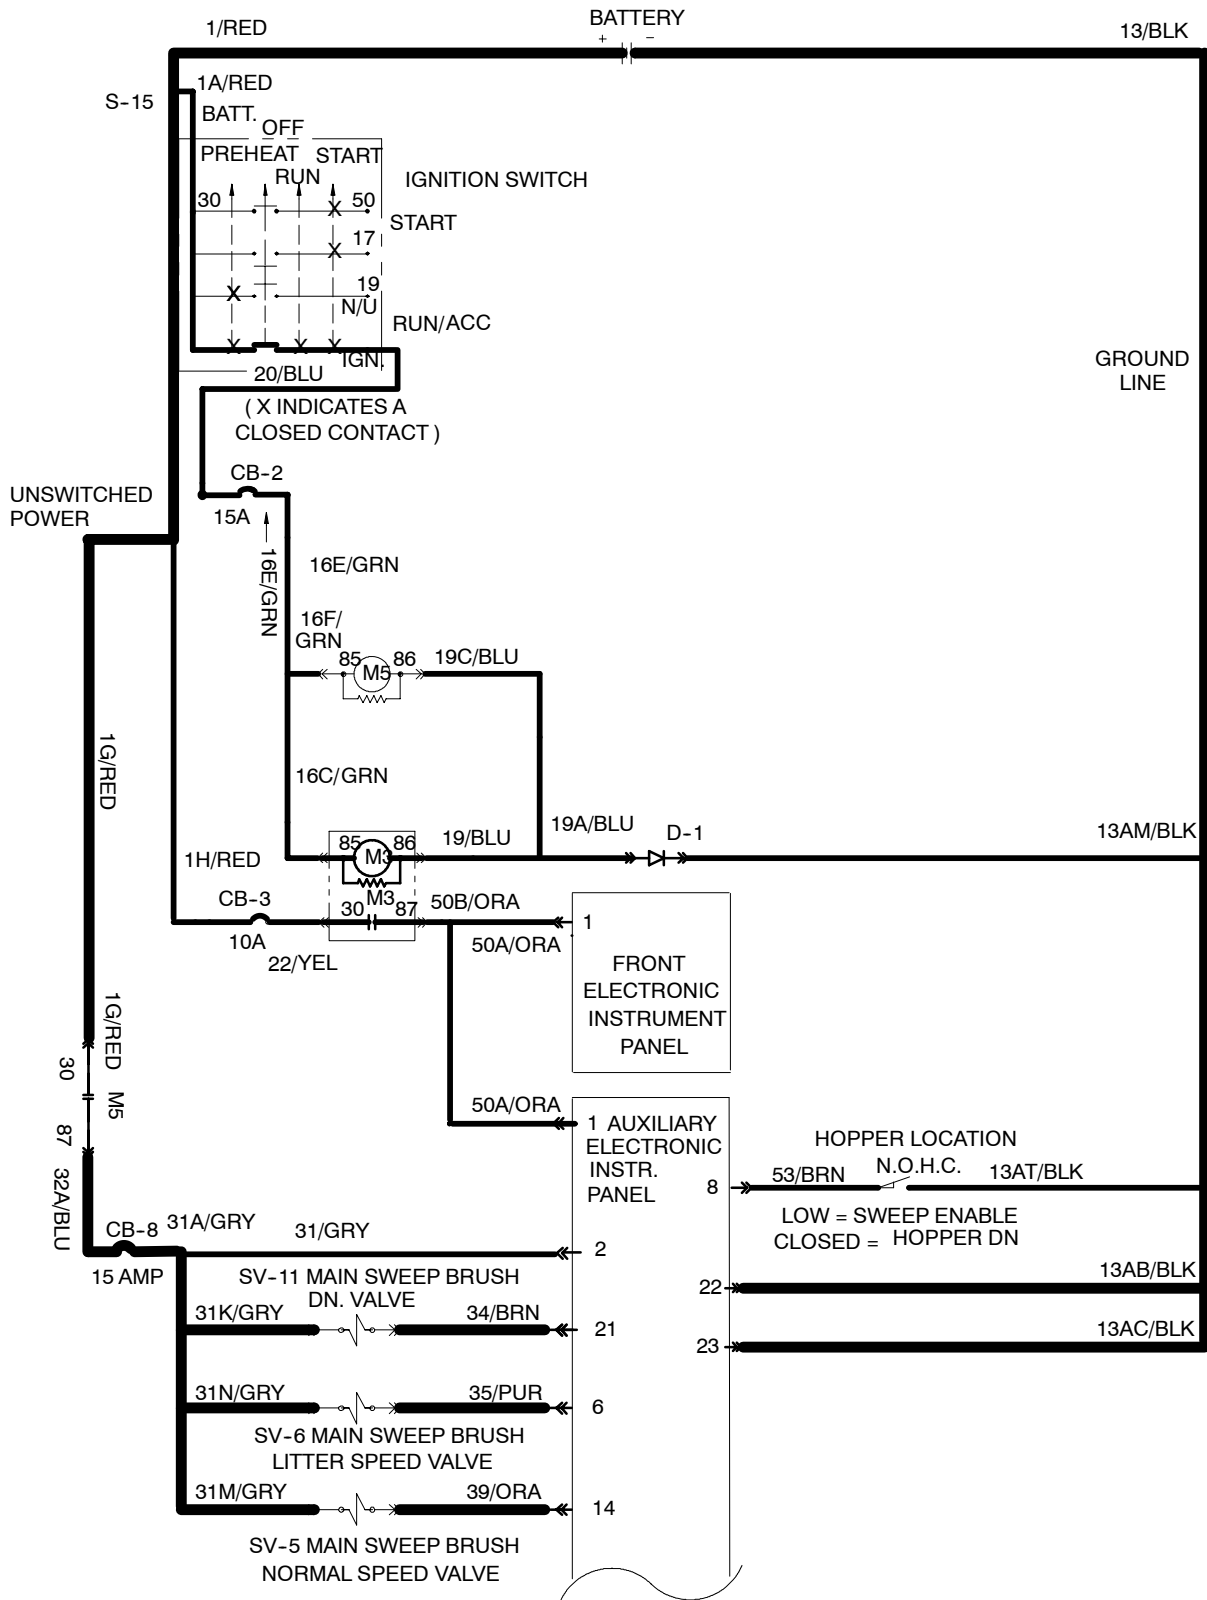 BATTERY
+ -
1/RED
13/BLK
1A/RED
S-15
BATT.
OFF
PREHEAT
START
RUN
IGNITION SWITCH
30
X
50
START
X
17
X
19
N/U
RUN/ACC
X
X
X
IGN.
20/BLU
GROUND
LINE
( X INDICATES A
CLOSED CONTACT )
CB-2
15A
UNSWITCHED
POWER
16E/GRN
16E/GRN
16F/
GRN
85
M5
86
19C/BLU
1G/RED
16C/GRN
85
M3
86
19/BLU
19A/BLU
D-1
13AM/BLK
1H/RED
CB-3
10A
22/YEL
M3
30
87
50B/ORA
50A/ORA
1
FRONT
ELECTRONIC
INSTRUMENT
PANEL
1G/RED
30
M5
87
32A/BLU
50A/ORA
1 AUXILIARY
ELECTRONIC
INSTR.
PANEL
8
53/BRN
HOPPER LOCATION
N.O.H.C.
13AT/BLK
LOW = SWEEP ENABLE
CLOSED = HOPPER DN
CB-8
15 AMP
31A/GRY
31/GRY
2
SV-11 MAIN SWEEP BRUSH
DN. VALVE
22
13AB/BLK
31K/GRY
34/BRN
21
23
13AC/BLK
31N/GRY
35/PUR
6
SV-6 MAIN SWEEP BRUSH
LITTER SPEED VALVE
31M/GRY
39/ORA
14
SV-5 MAIN SWEEP BRUSH
NORMAL SPEED VALVE